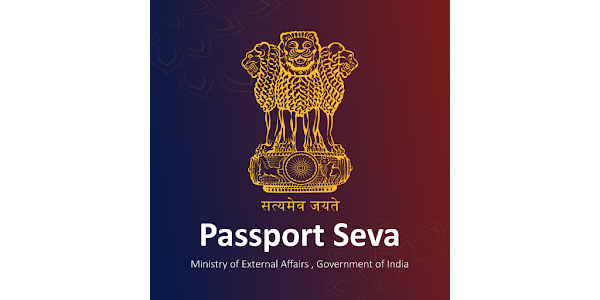 सत्यमेव जयते
Passport Seva
Ministry of External Affairs , Government of India